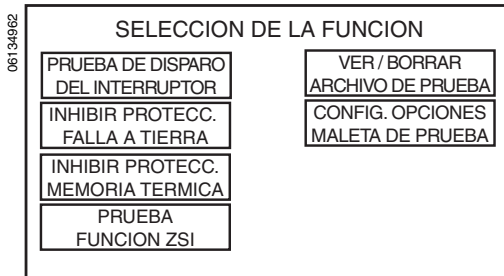 06134962
SELECCION DE LA FUNCION
PRUEBA DE DISPARO
DEL INTERRUPTOR
INHIBIR PROTECC.
FALLA A TIERRA
INHIBIR PROTECC.
MEMORIA TERMICA
PRUEBA
FUNCION ZSI
VER / BORRAR
ARCHIVO DE PRUEBA
CONFIG. OPCIONES
MALETA DE PRUEBA